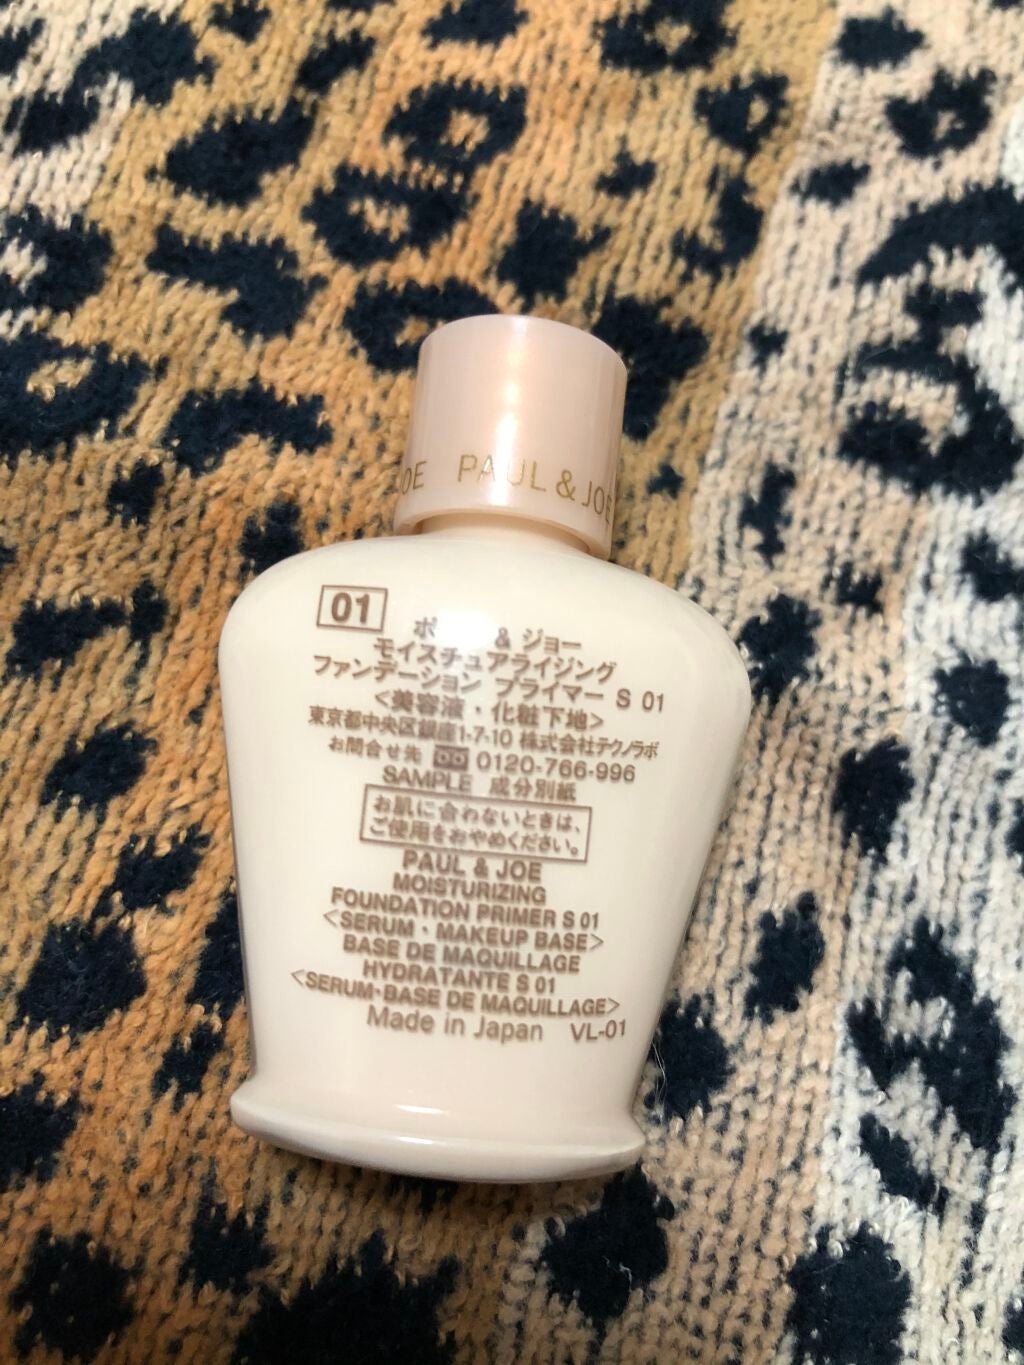 JOE PAUL & JOE
01
ポ & ジョー
モイスチュアライジング
ファンデーション プライマー S 01
<美容液・化粧下地>
東京都中央区銀座1-7-10 株式会社テクノラボ
お問合せ先 0120-766-996
SAMPLE 成分別紙
お肌に合わないときは、
ご使用をおやめください。
PAUL & JOE
MOISTURIZING
FOUNDATION PRIMER S 01
<SERUM・MAKEUP BASE>
BASE DE MAQUILLAGE
HYDRATANTE S 01
<SERUM・BASE DE MAQUILLAGE>
Made in Japan VL-01